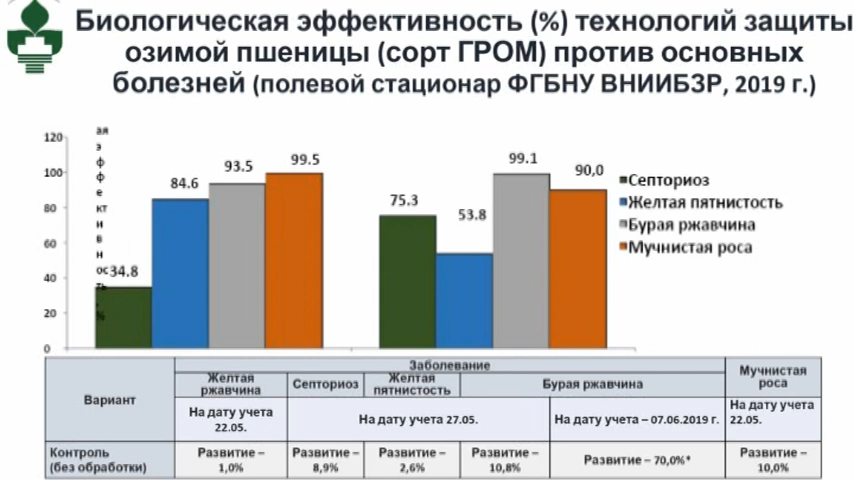 Биологическая эффективность (%) технологий защиты
озимой пшеницы (сорт ГРОМ) против основных
болезней (полевой стационар ФГБНУ ВНИИБЗР, 2019 г.)
120
100
80
60
40
20
0
ая
э
ф
ф
е
кт
и
в
н
ос
ть
,
%
34.8
84.6
93.5
99.5
75.3
53.8
99.1
90,0
Септориоз
Желтая пятнистость
Бурая ржавчина
Мучнистая роса
Вариант
Заболевание
Желтая
ржавчина
Септориоз
Желтая
пятнистость
Бурая ржавчина
Мучнистая
роса
На дату учета
22.05.
На дату учета 27.05.
На дату учета – 07.06.2019 г.
На дату учета
22.05.
Контроль
(без обработки)
Развитие –
1,0%
Развитие –
8,9%
Развитие –
2,6%
Развитие –
10,8%
Развитие – 70,0%*
Развитие –
10,0%